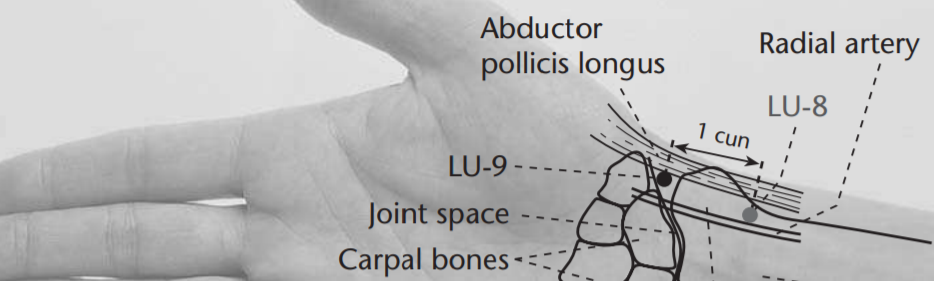 Abductor
pollicis longus
Radial artery
LU-8
1 cun
LU-9
Joint space
Carpal bones